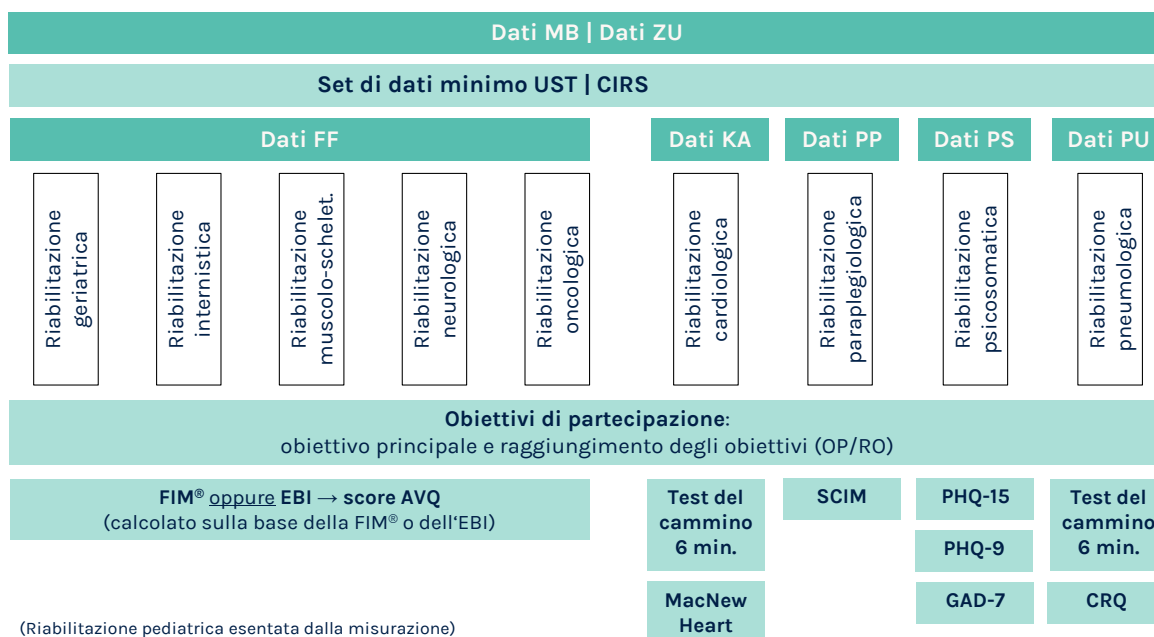 Dati MB | Dati ZU
Set di dati minimo UST | CIRS
Dati FF
Dati KA
Dati PP
Dati PS
Dati PU
Riabilitazione
geriatrica
Riabilitazione
internistica
Riabilitazione
muscolo-schelet.
Riabilitazione
neurologica
Riabilitazione
oncologica
Riabilitazione
cardiologica
Riabilitazione
paraplegiologica
Riabilitazione
psicosomatica
Riabilitazione
pneumologica
Obiettivi di partecipazione:
obiettivo principale e raggiungimento degli obiettivi (OP/RO)
FIM® oppure EBI → score AVQ
(calcolato sulla base della FIM® o dell‘EBI)
Test del
cammino
6 min.
MacNew
Heart
SCIM
PHQ-15
PHQ-9
GAD-7
Test del
cammino
6 min.
CRQ
(Riabilitazione pediatrica esentata dalla misurazione)